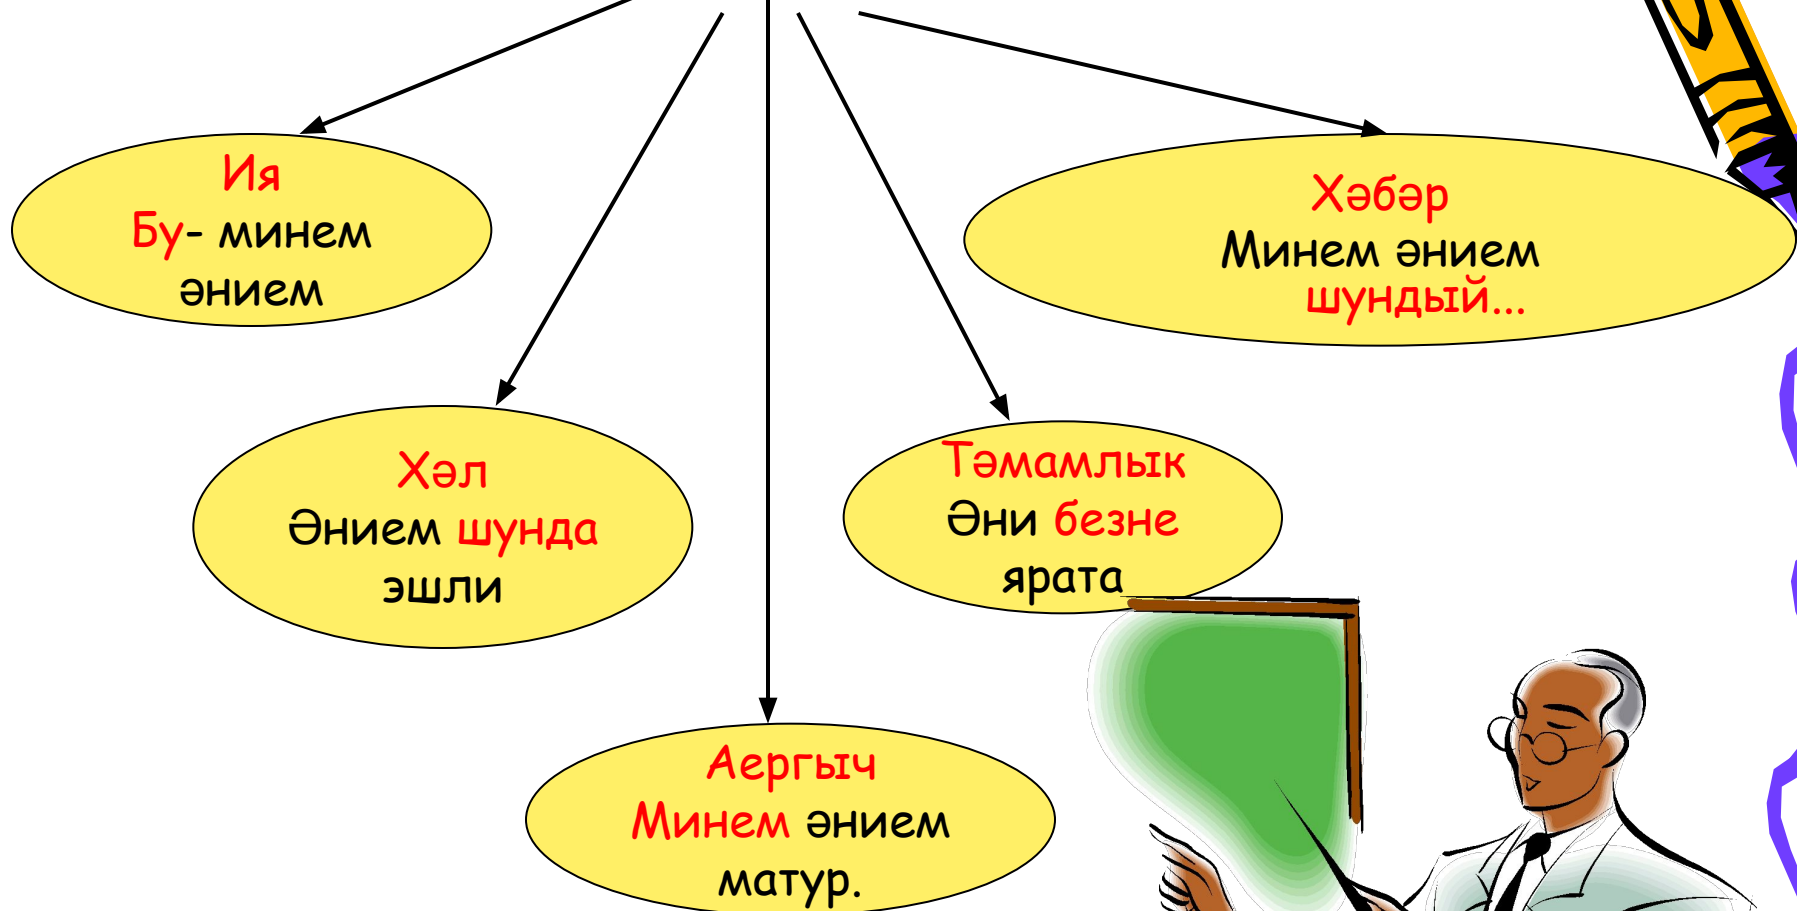 Ия
Бу- минем
әнием
Хәбәр
Минем әнием
шундый...
Хәл
Әнием шунда
эшли
Тәмамлык
Әни безне
ярата
Аергыч
Минем әнием
матур.